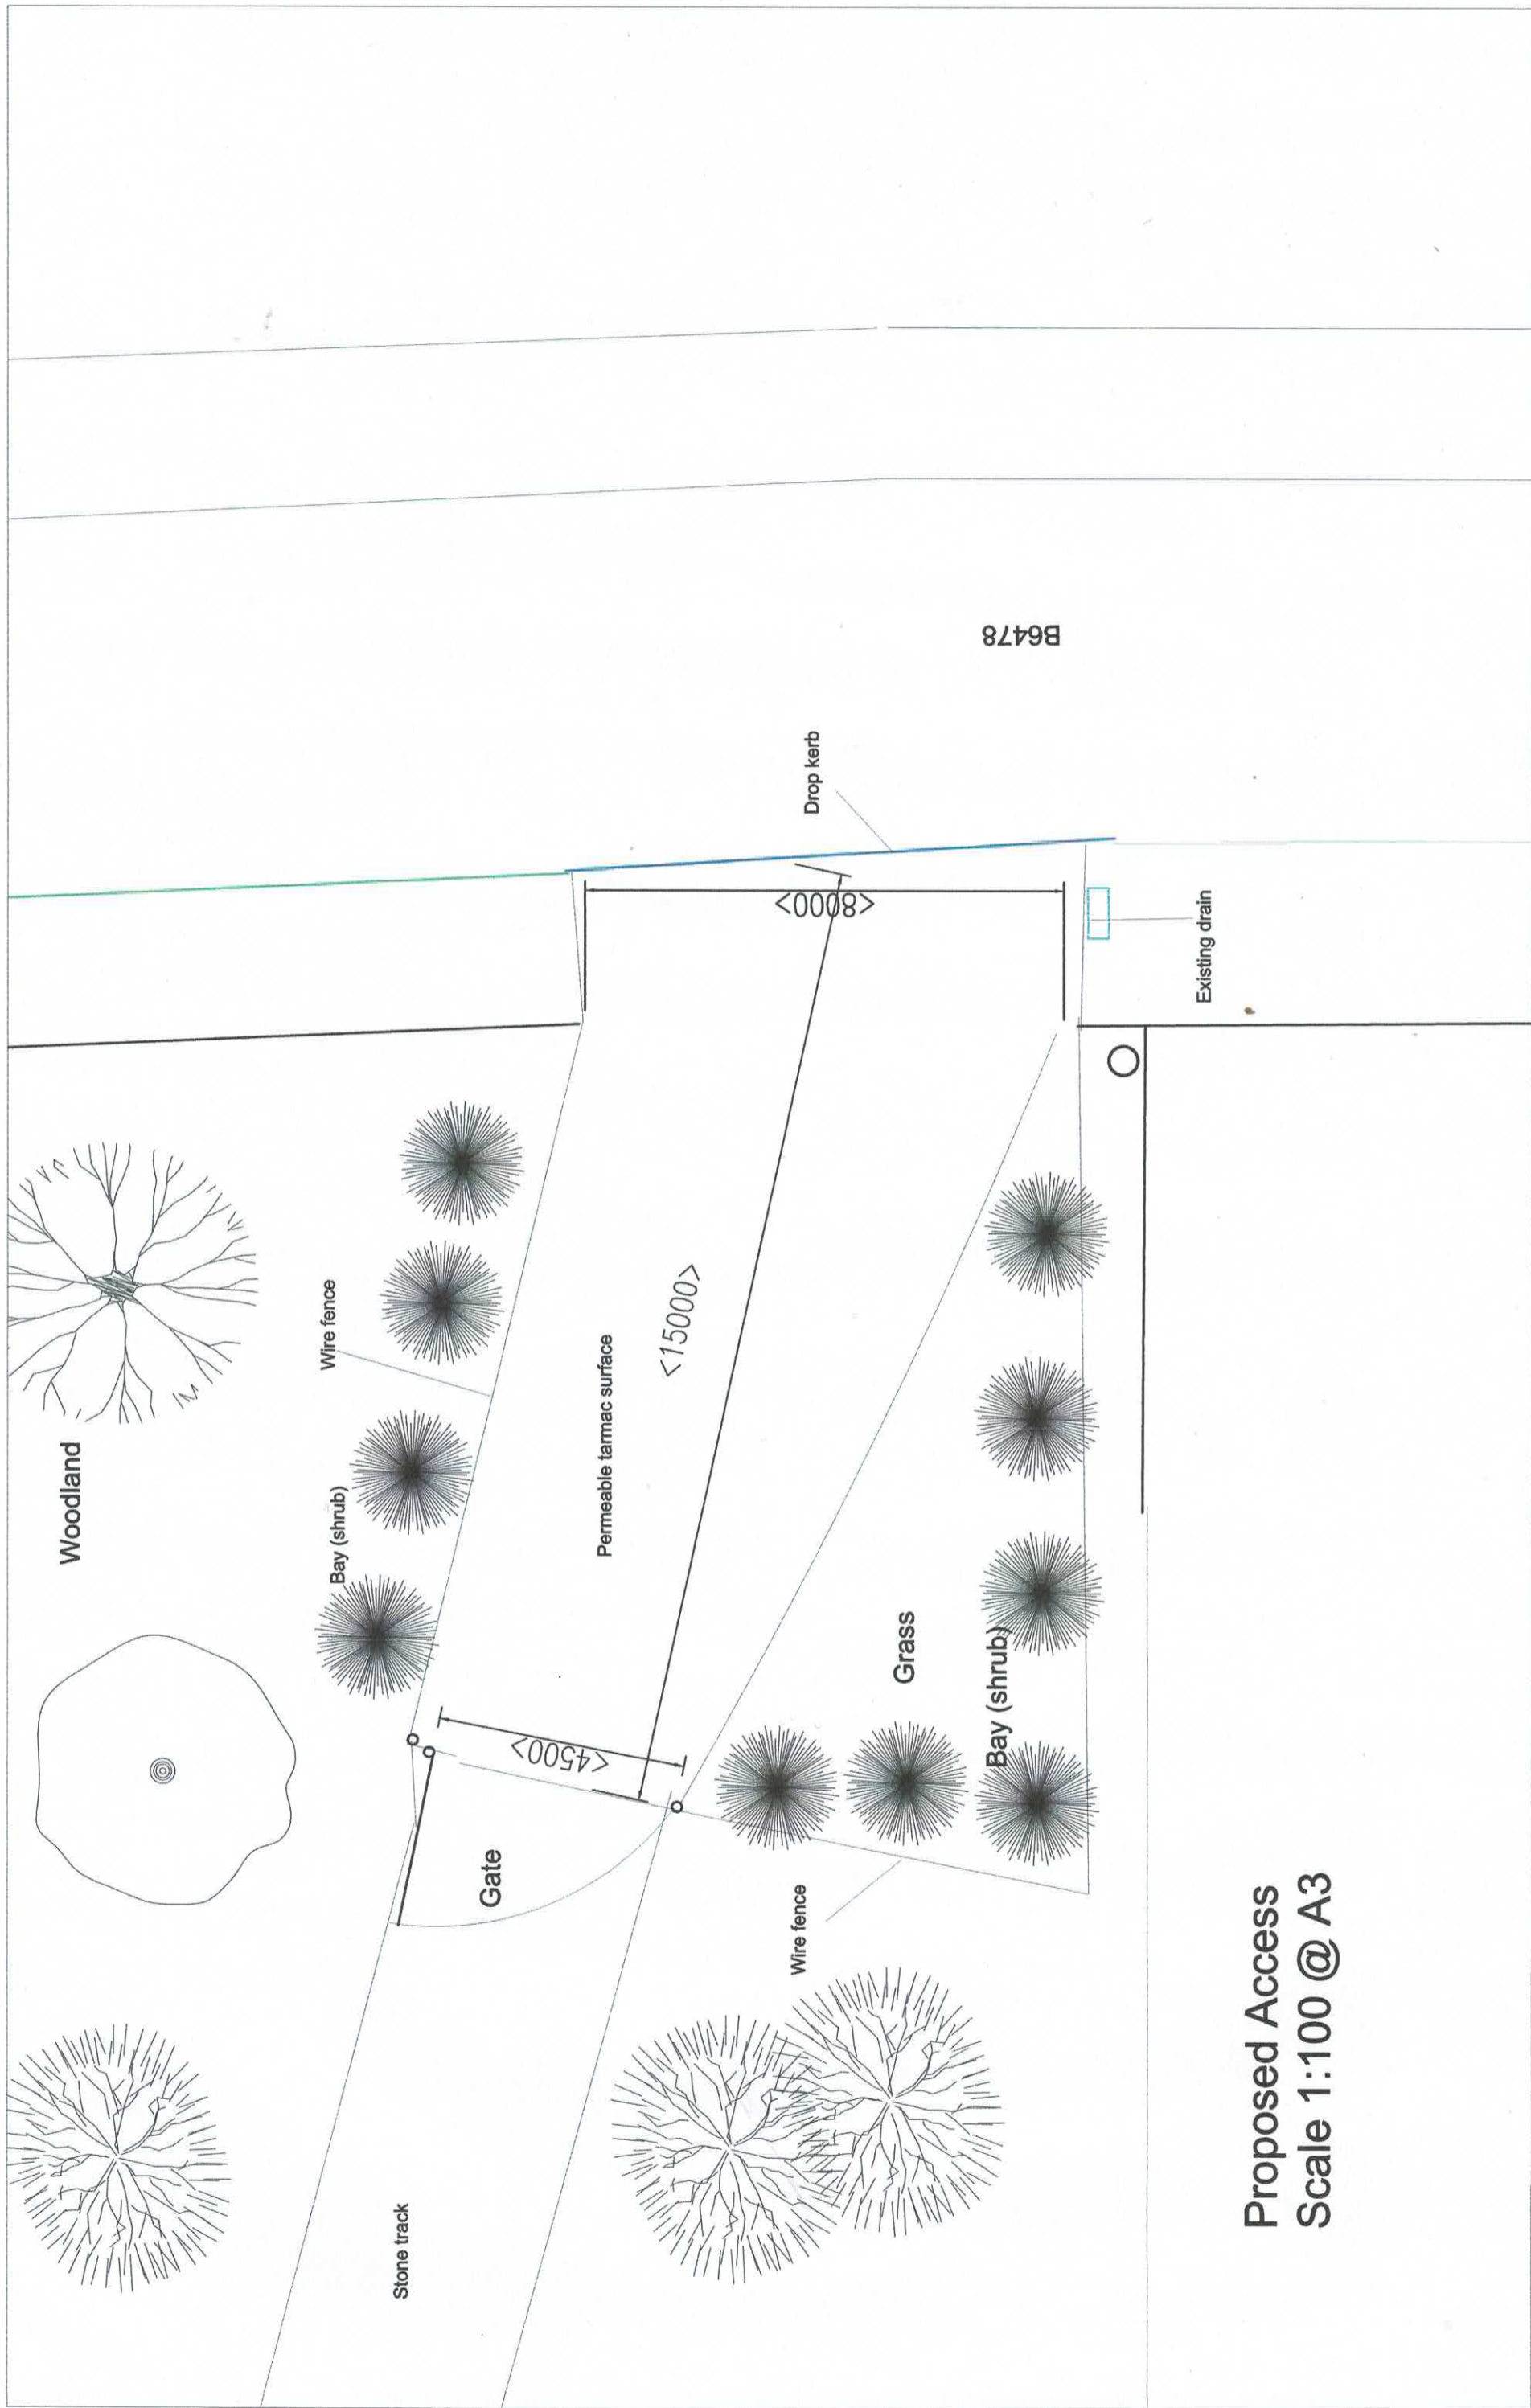 Woodland
Wire fence
Bay (shrub)
Permeable tarmac surface
<15000>
<8000>
<4500>
Drop kerb
B6478
Existing drain
Grass
Bay (shrub)
Gate
Wire fence
Stone track
Proposed Access
Scale 1:100 @ A3